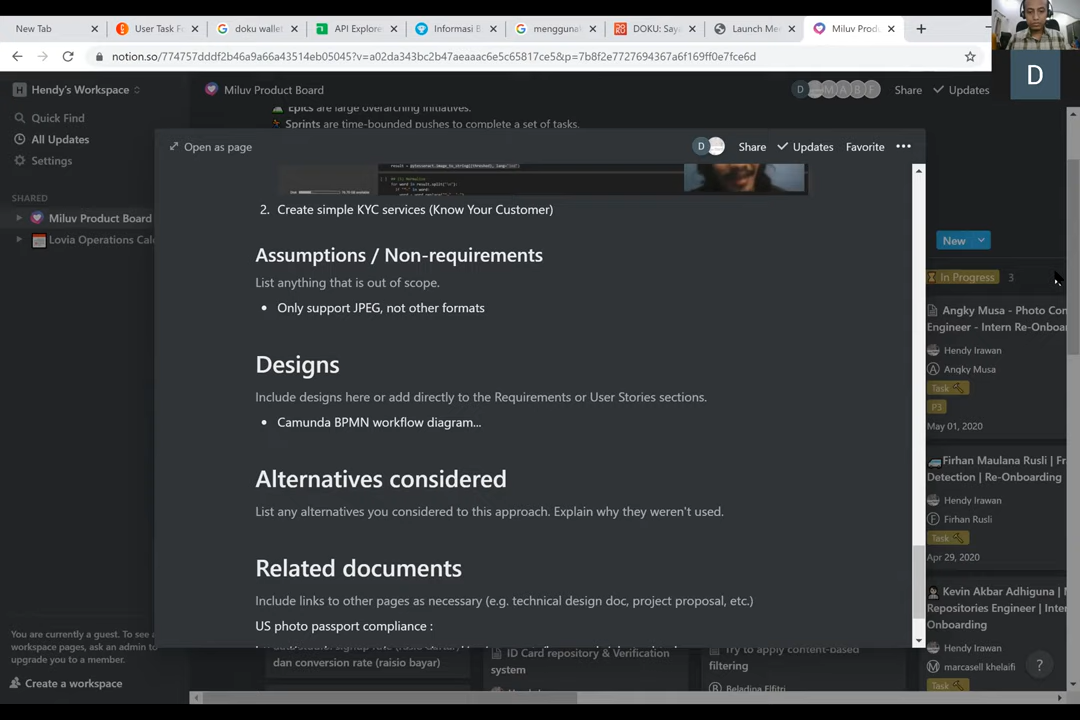 New Tab
User Task F
doku wallet
API Explore
Informasi B
mengguna
DOKU: Say
Launch Me
Miluv Prod
notion.so/774757dddf2b46a9a66a43514eb05045?v=a02da343bc2b47aeaaac6e5c65817ce5&p=7b8f2e7727694367a6f169ff0e7fce6d
D
H Hendy's Workspace
Miluv Product Board
D M A B F
Share
Updates
Quick Find
All Updates
Settings
SHARED
Miluv Product Board
Lovia Operations Cal
Epics are large overarching initiatives.
Sprints are time-bounded pushes to complete a set of tasks.
Open as page
D
Share
Updates
Favorite
2. Create simple KYC services (Know Your Customer)
Assumptions / Non-requirements
List anything that is out of scope.
• Only support JPEG, not other formats
Designs
Include designs here or add directly to the Requirements or User Stories sections.
• Camunda BPMN workflow diagram...
Alternatives considered
List any alternatives you considered to this approach. Explain why they weren't used.
Related documents
Include links to other pages as necessary (e.g. technical design doc, project proposal, etc.)
US photo passport compliance :
New
In Progress 3
Angky Musa - Photo Con
Engineer - Intern Re-Onboa
Hendy Irawan
A Angky Musa
Task
P3
May 01, 2020
Firhan Maulana Rusli | Fr
Detection | Re-Onboarding
Hendy Irawan
F Firhan Rusli
Task
Apr 29, 2020
Kevin Akbar Adhiguna |
Repositories Engineer | Inte
Onboarding
Hendy Irawan
M marcasell khelaifi
Task
dan conversion rate (raisio bayar)
ID Card repository & Verification
system
Try to apply content-based
filtering
Beladina Elfitri
You are currently a guest. To see
workspace pages, ask an admin to
upgrade you to a member.
Create a workspace
?